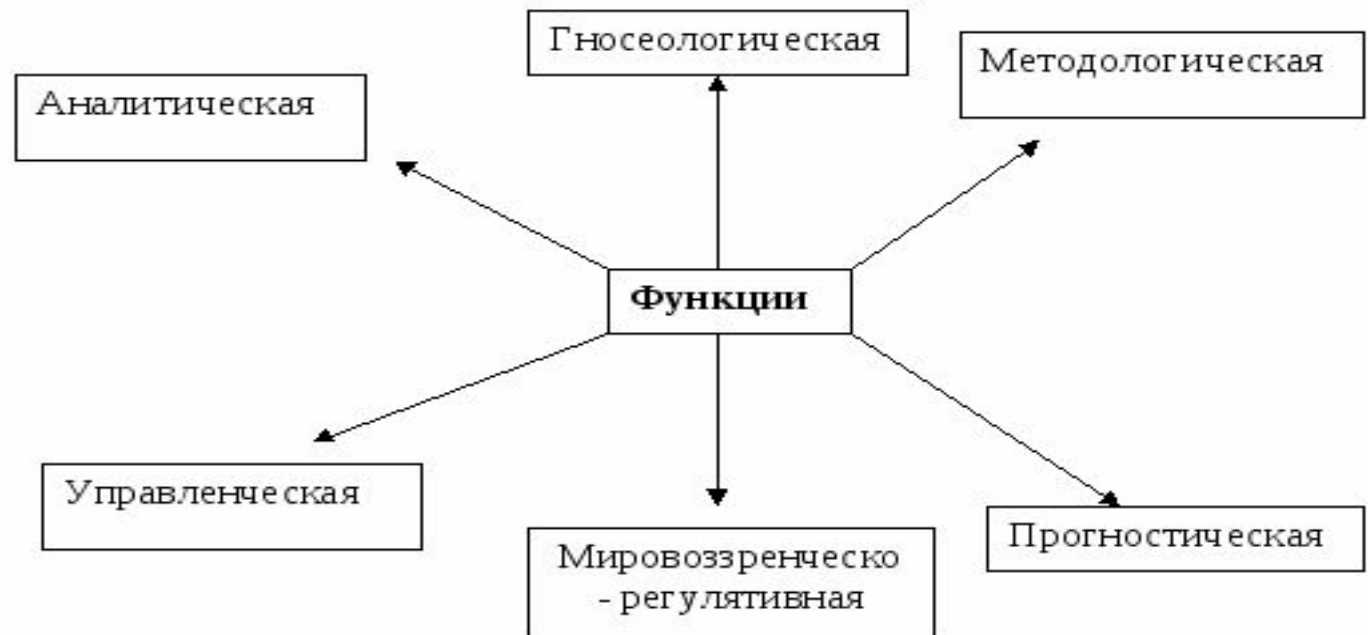 Гносеологическая
Методологическая
Аналитическая
Функции
Управленческая
Мировоззренческо
- регулятивная
Прогностическая